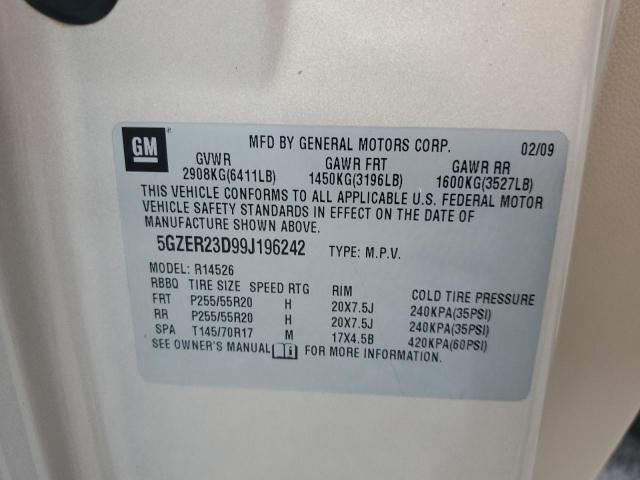 GM ® MFD BY GENERAL MOTORS CORP. 02/09
GVWR GAWR FRT GAWR RR
2908KG(6411LB) 1450KG(3196LB) 1600KG(3527LB)
THIS VEHICLE CONFORMS TO ALL APPLICABLE U.S. FEDERAL MOTOR
VEHICLE SAFETY STANDARDS IN EFFECT ON THE DATE OF
MANUFACTURE SHOWN ABOVE.
5GZER23D99J196242 TYPE: M.P.V.
MODEL: R14526
RBBQ TIRE SIZE SPEED RTG RIM COLD TIRE PRESSURE
FRT P255/55R20 H 20X7.5J 240KPA(35PSI)
RR P255/55R20 H 20X7.5J 240KPA(35PSI)
SPA T145/70R17 M 17X4.5B 420KPA(60PSI)
SEE OWNER'S MANUAL i FOR MORE INFORMATION.